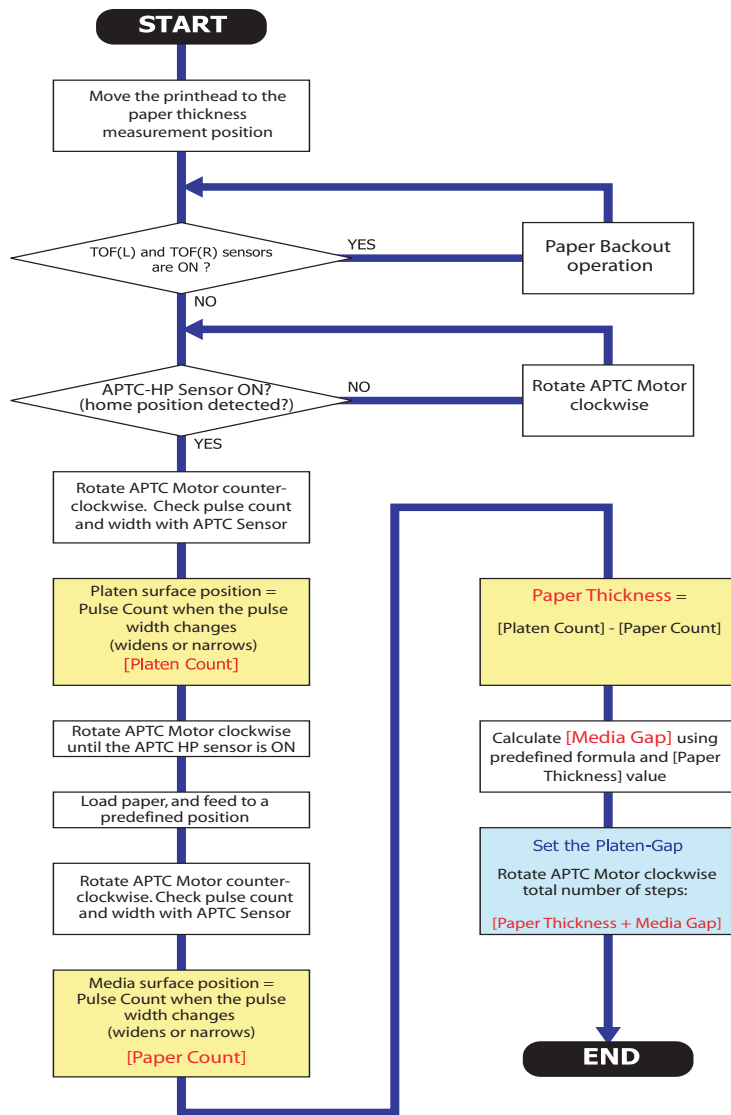 START
Move the printhead to the
paper thickness
measurement position
TOF(L) and TOF(R) sensors
are ON ?
YES
Paper Backout
operation
NO
APTC-HP Sensor ON?
(home position detected?)
NO
Rotate APTC Motor
clockwise
YES
Rotate APTC Motor counter-
clockwise. Check pulse count
and width with APTC Sensor
Platen surface position =
Pulse Count when the pulse
width changes
(widens or narrows)
[Platen Count]
Rotate APTC Motor clockwise
until the APTC HP sensor is ON
Load paper, and feed to a
predefined position
Rotate APTC Motor counter-
clockwise. Check pulse count
and width with APTC Sensor
Media surface position =
Pulse Count when the pulse
width changes
(widens or narrows)
[Paper Count]
Paper Thickness =
[Platen Count] - [Paper Count]
Calculate [Media Gap] using
predefined formula and [Paper
Thickness] value
Set the Platen-Gap
Rotate APTC Motor clockwise
total number of steps:
[Paper Thickness + Media Gap]
END